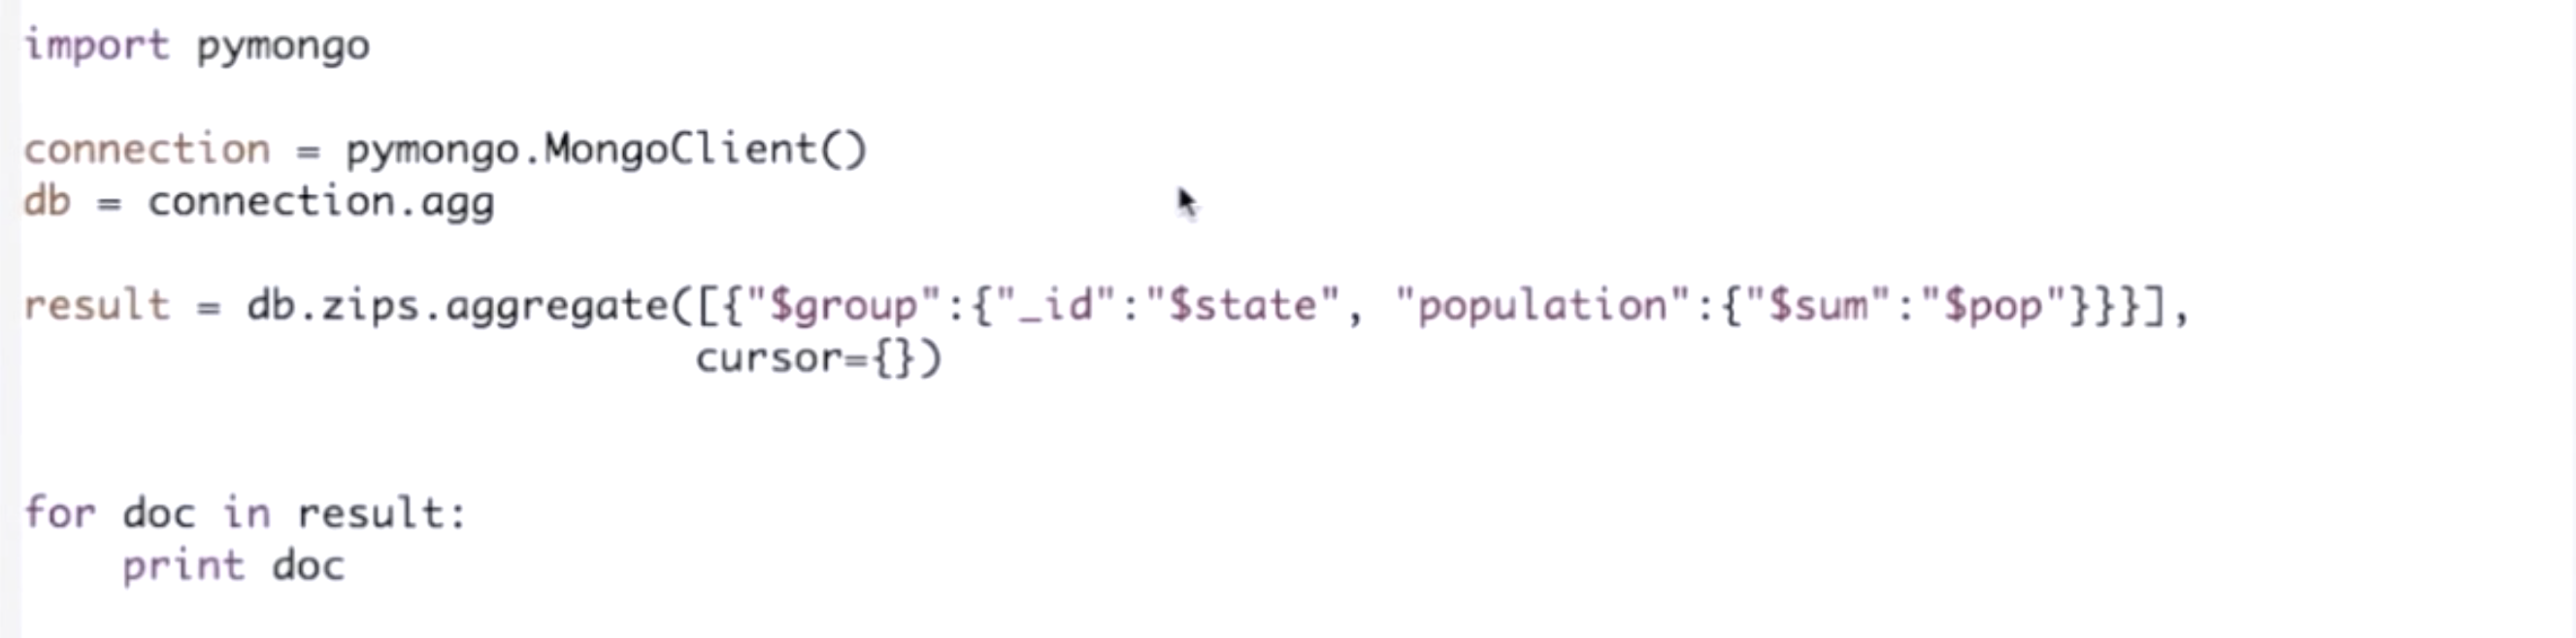 import pymongo
connection = pymongo.MongoClient()
db = connection.agg
result = db.zips.aggregate([{"$group":{"_id":"$state", "population":{"$sum":"$pop"}}}],
cursor={})
for doc in result:
print doc